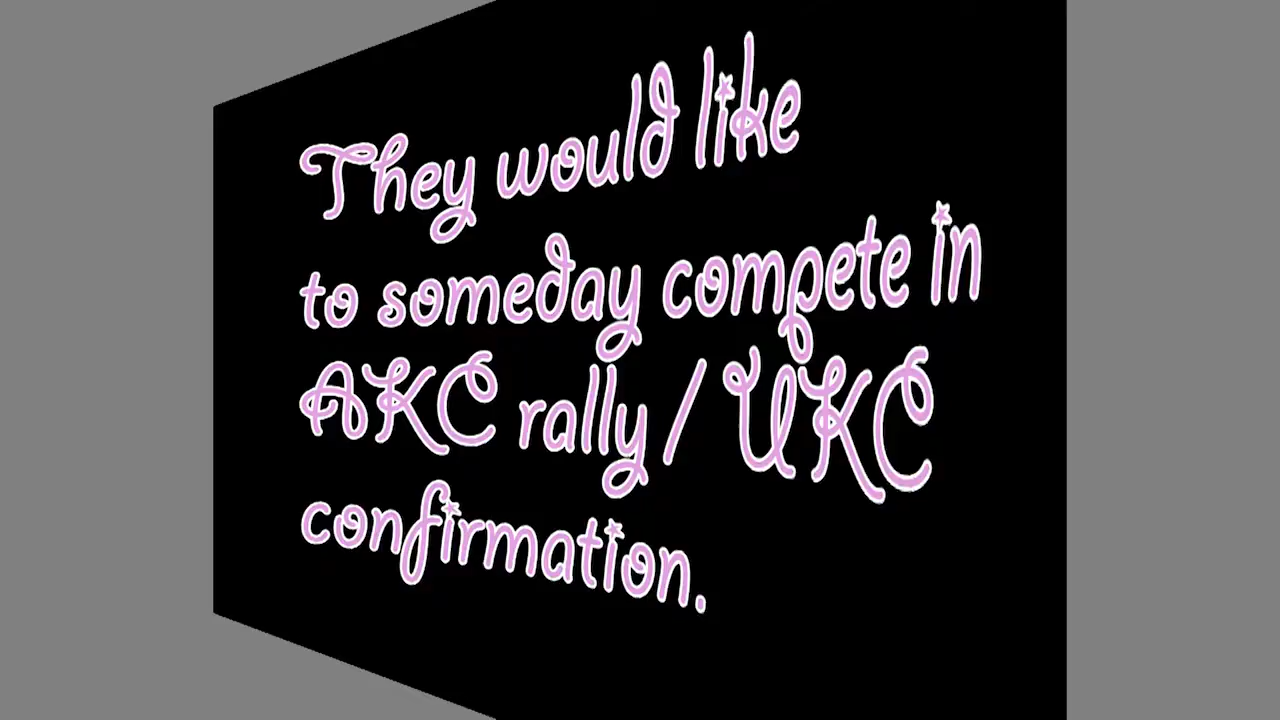 They would like
to someday compete in
AKC rally / UKC
confirmation.